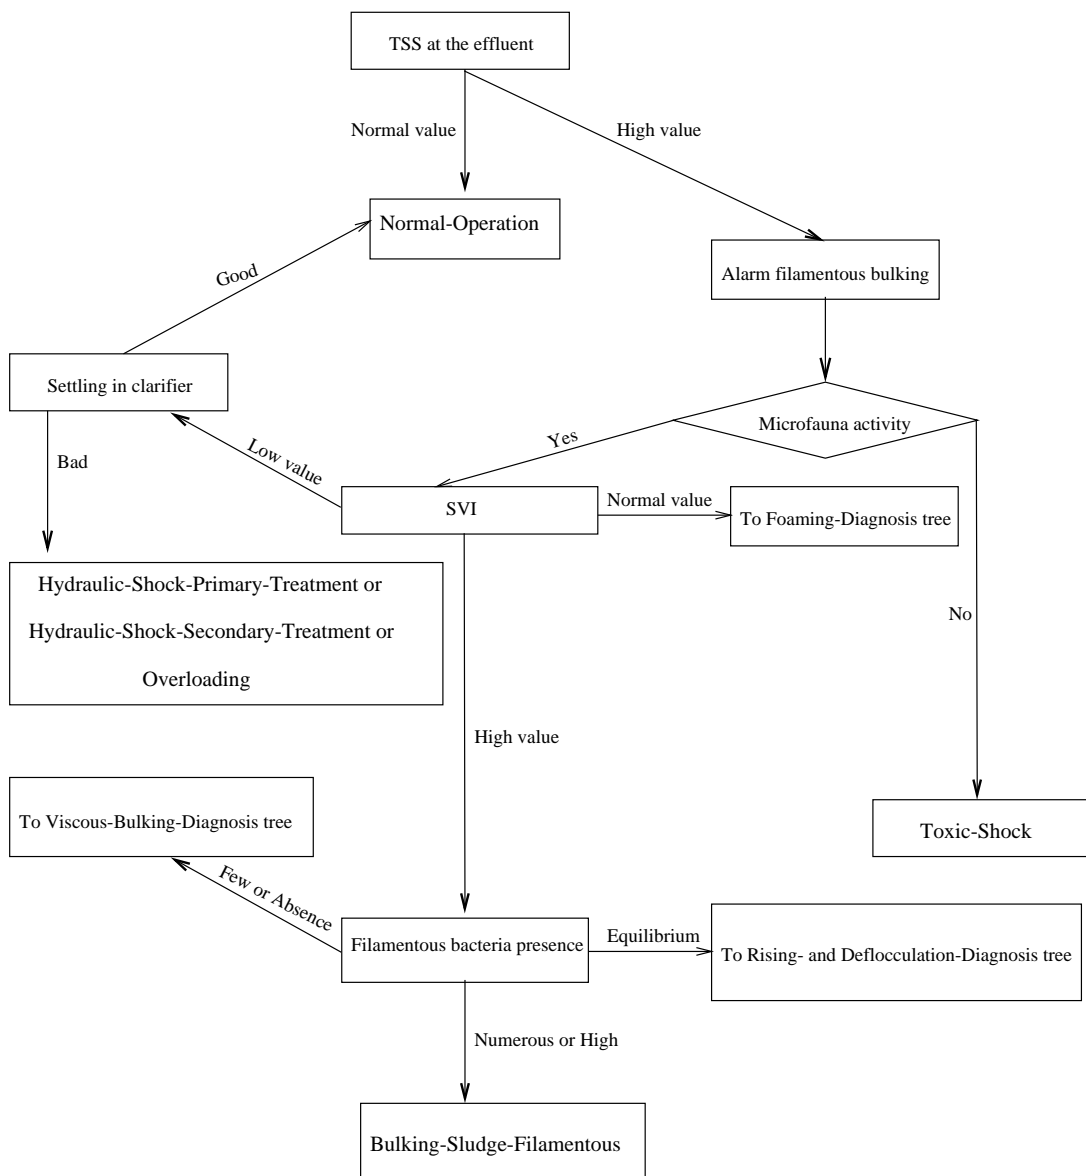 TSS at the effluent
Normal value
High value
Normal-Operation
Good
Alarm filamentous bulking
Settling in clarifier
Microfauna activity
Yes
Low value
Bad
SVI
Normal value
To Foaming-Diagnosis tree
Hydraulic-Shock-Primary-Treatment or
Hydraulic-Shock-Secondary-Treatment or
Overloading
No
High value
To Viscous-Bulking-Diagnosis tree
Toxic-Shock
Few or Absence
Filamentous bacteria presence
Equilibrium
To Rising- and Deflocculation-Diagnosis tree
Numerous or High
Bulking-Sludge-Filamentous